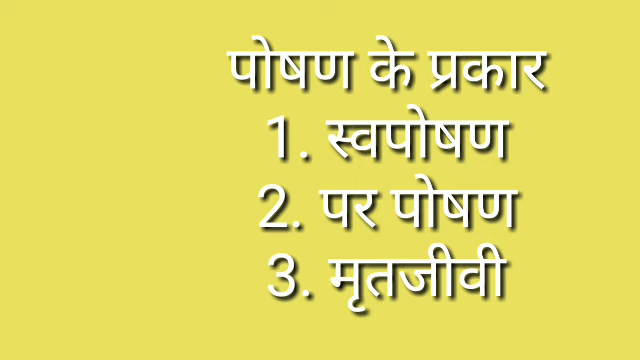 पोषण के प्रकार
1. स्वपोषण
2. पर पोषण
3. मृतजीवी